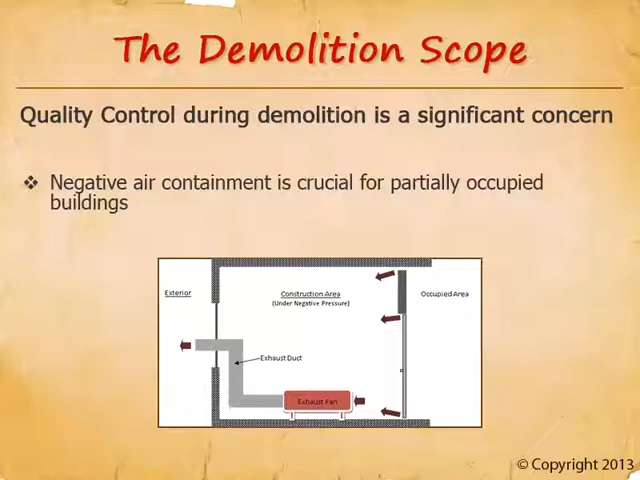 The Demolition Scope
Quality Control during demolition is a significant concern
❖ Negative air containment is crucial for partially occupied
buildings
Exterior
Construction Area
(Under Negative Pressure)
Occupied Area
Exhaust Duct
Exhaust Fan
© Copyright 2013